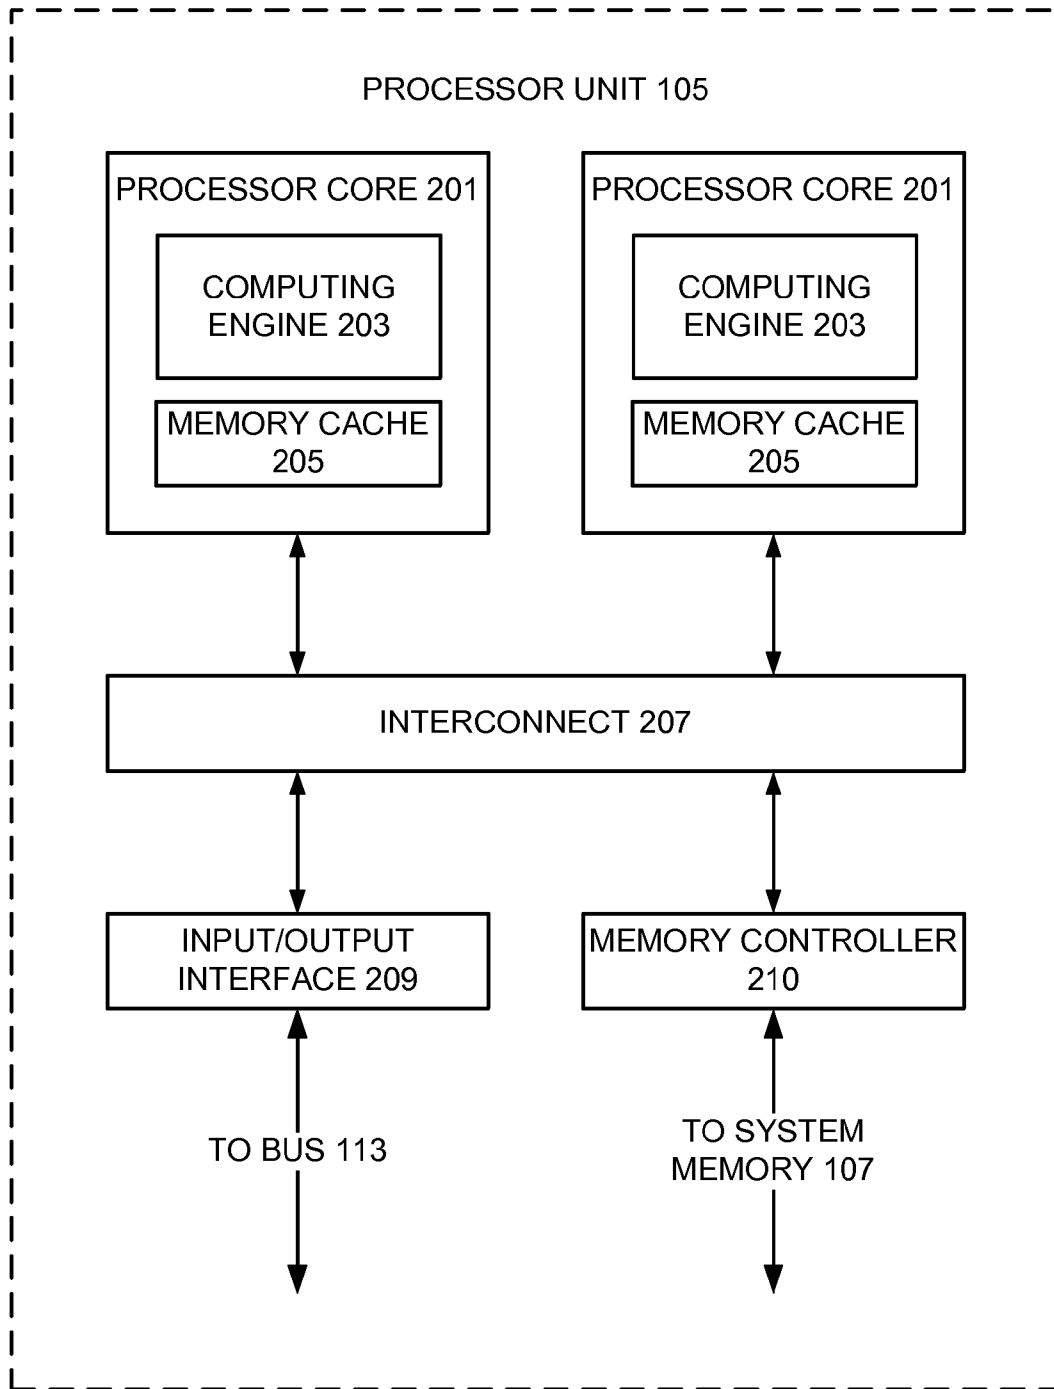 PROCESSOR UNIT 105
PROCESSOR CORE 201
COMPUTING
ENGINE 203
MEMORY CACHE
205
PROCESSOR CORE 201
COMPUTING
ENGINE 203
MEMORY CACHE
205
INTERCONNECT 207
INPUT/OUTPUT
INTERFACE 209
MEMORY CONTROLLER
210
TO BUS 113
TO SYSTEM
MEMORY 107